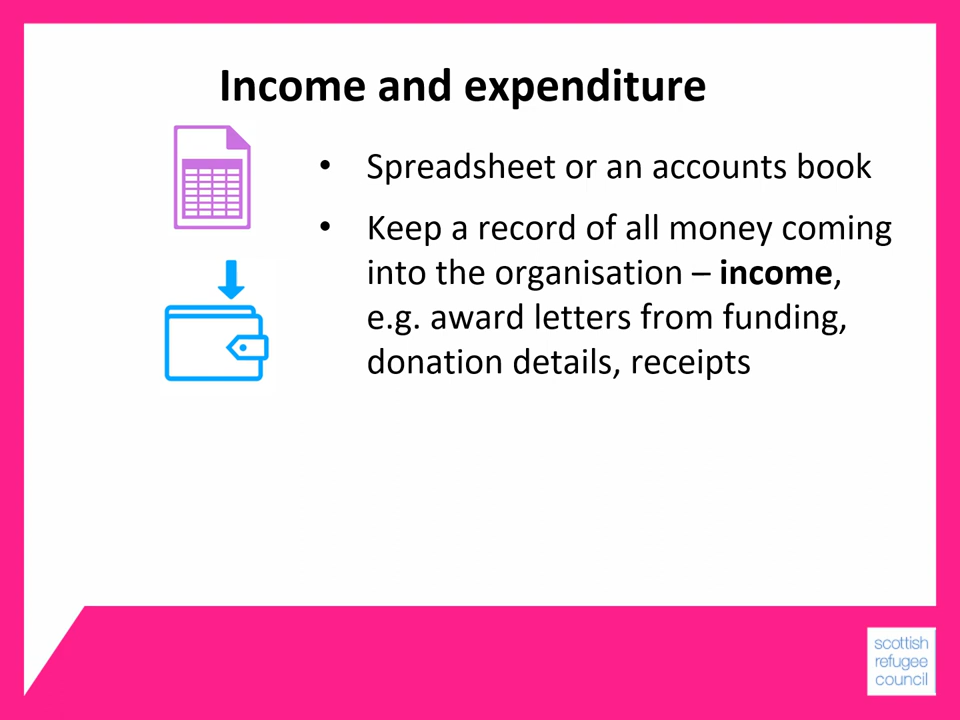 Income and expenditure
• Spreadsheet or an accounts book
• Keep a record of all money coming
into the organisation – income,
e.g. award letters from funding,
donation details, receipts
scottish
refugee
council